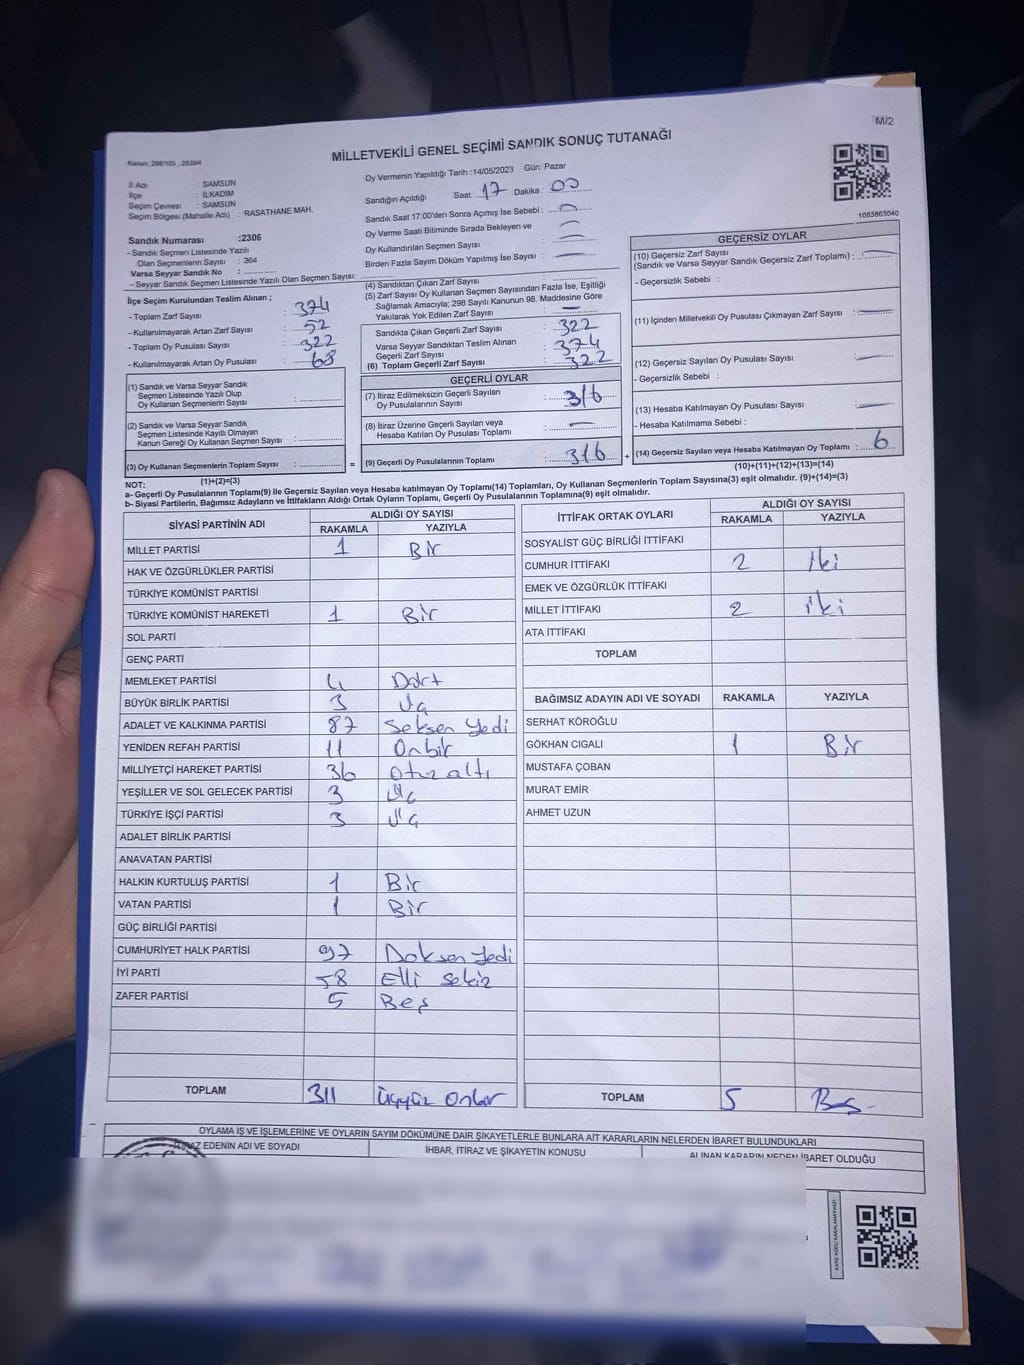 M/2
Kanun: 298/105 , 2839/4
MİLLETVEKİLİ GENEL SEÇİMİ SANDIK SONUÇ TUTANAĞI
İl Adı : SAMSUN
İlçe : İLKADIM
Seçim Çevresi : SAMSUN
Seçim Bölgesi (Mahalle Adı) : RASATHANE MAH.
Oy Vermenin Yapıldığı Tarih :14/05/2023 Gün: Pazar
Sandığın Açıldığı Saat: 17 Dakika : 00
Sandık Saat 17:00'den Sonra Açımış İse Sebebi :
Oy Verme Saati Bitiminde Sırada Bekleyen ve
Oy Kullandırılan Seçmen Sayısı
Birden Fazla Sayım Döküm Yapılmış İse Sayısı
1063863040
Sandık Numarası :2306
- Sandık Seçmen Listesinde Yazılı
Olan Seçmenlerin Sayısı : 364
Varsa Seyyar Sandık No :
- Seyyar Sandık Seçmen Listesinde Yazılı Olan Seçmen Sayısı:
İlçe Seçim Kurulundan Teslim Alınan ;
- Toplam Zarf Sayısı : 374
- Kullanılmayarak Artan Zarf Sayısı : 52
- Toplam Oy Pusulası Sayısı : 322
- Kullanılmayarak Artan Oy Pusulası : 68
(1) Sandık ve Varsa Seyyar Sandık
Seçmen Listesinde Yazılı Olup
Oy Kullanan Seçmenlerin Sayısı :
(2) Sandık ve Varsa Seyyar Sandık
Seçmen Listesinde Kayıtlı Olmayan
Kanun Gereği Oy Kullanan Seçmen Sayısı :
(3) Oy Kullanan Seçmenlerin Toplam Sayısı : =
(1)+(2)=(3)
(4) Sandıktan Çıkan Zarf Sayısı :
(5) Zarf Sayısı Oy Kullanan Seçmen Sayısından Fazla İse, Eşitliği
Sağlamak Amacıyla; 298 Sayılı Kanunun 98. Maddesine Göre
Yakılarak Yok Edilen Zarf Sayısı :
Sandıkta Çıkan Geçerli Zarf Sayısı : 322
Varsa Seyyar Sandıktan Teslim Alınan
Geçerli Zarf Sayısı : 374
(6) Toplam Geçerli Zarf Sayısı : 322
GEÇERLİ OYLAR
(7) İtiraz Edilmeksizin Geçerli Sayılan
Oy Pusulalarının Sayısı : 316
(8) İtiraz Üzerine Geçerli Sayılan veya
Hesaba Katılan Oy Pusulası Toplamı :
(9) Geçerli Oy Pusulalarının Toplamı : 316 +
GEÇERSİZ OYLAR
(10) Geçersiz Zarf Sayısı
(Sandık ve Varsa Seyyar Sandık Geçersiz Zarf Toplamı) :
- Geçersizlik Sebebi :
(11) İçinden Milletvekili Oy Pusulası Çıkmayan Zarf Sayısı :
(12) Geçersiz Sayılan Oy Pusulası Sayısı :
- Geçersizlik Sebebi :
(13) Hesaba Katılmayan Oy Pusulası Sayısı :
- Hesaba Katılmama Sebebi :
(14) Geçersiz Sayılan veya Hesaba Katılmayan Oy Toplamı : 6
(10)+(11)+(12)+(13)=(14)
NOT:
a- Geçerli Oy Pusulalarının Toplamı(9) ile Geçersiz Sayılan veya Hesaba katılmayan Oy Toplamı(14) Toplamları, Oy Kullanan Seçmenlerin Toplam Sayısına(3) eşit olmalıdır. (9)+(14)=(3)
b- Siyasi Partilerin, Bağımsız Adayların ve İttifakların Aldığı Ortak Oyların Toplamı, Geçerli Oy Pusulalarının Toplamına(9) eşit olmalıdır.
SİYASİ PARTİNİN ADI ALDIĞI OY SAYISI
RAKAMLA YAZIYLA
MİLLET PARTİSİ 1 Bir
HAK VE ÖZGÜRLÜKLER PARTİSİ
TÜRKİYE KOMÜNİST PARTİSİ
TÜRKİYE KOMÜNİST HAREKETİ 1 Bir
SOL PARTİ
GENÇ PARTİ
MEMLEKET PARTİSİ 4 Dört
BÜYÜK BİRLİK PARTİSİ 3 Üç
ADALET VE KALKINMA PARTİSİ 87 Seksen Yedi
YENİDEN REFAH PARTİSİ 11 Onbir
MİLLİYETÇİ HAREKET PARTİSİ 36 Otuz altı
YEŞİLLER VE SOL GELECEK PARTİSİ 3 Üç
TÜRKİYE İŞÇİ PARTİSİ 3 Üç
ADALET BİRLİK PARTİSİ
ANAVATAN PARTİSİ
HALKIN KURTULUŞ PARTİSİ 1 Bir
VATAN PARTİSİ 1 Bir
GÜÇ BİRLİĞİ PARTİSİ
CUMHURİYET HALK PARTİSİ 97 Doksan Yedi
İYİ PARTİ 58 Elli sekiz
ZAFER PARTİSİ 5 Beş
TOPLAM 311 Üçyüz Onbir
İTTİFAK ORTAK OYLARI ALDIĞI OY SAYISI
RAKAMLA YAZIYLA
SOSYALİST GÜÇ BİRLİĞİ İTTİFAKI
CUMHUR İTTİFAKI 2 İki
EMEK VE ÖZGÜRLÜK İTTİFAKI
MİLLET İTTİFAKI 2 iki
ATA İTTİFAKI
TOPLAM
BAĞIMSIZ ADAYIN ADI VE SOYADI RAKAMLA YAZIYLA
SERHAT KÖROĞLU
GÖKHAN CIGALI 1 Bir
MUSTAFA ÇOBAN
MURAT EMİR
AHMET UZUN
TOPLAM 5 Beş
OYLAMA İŞ VE İŞLEMLERİNE VE OYLARIN SAYIM DÖKÜMÜNE DAİR ŞİKAYETLERLE BUNLARA AİT KARARLARIN NELERDEN İBARET BULUNDUKLARI
EDENİN ADI VE SOYADI İHBAR, İTİRAZ VE ŞİKAYETİN KONUSU ALINAN KARARIN NEDEN İBARET OLDUĞU
KARE KODU KARALAMAYINIZ!